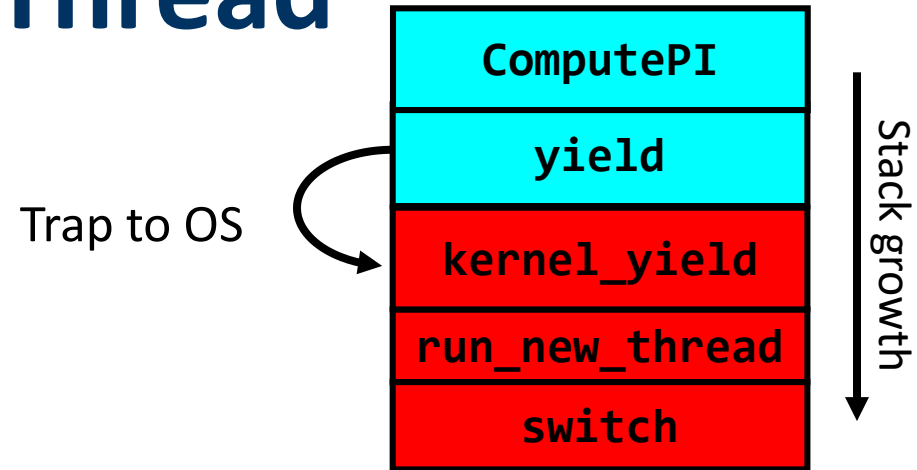 Thread
ComputePI
yield
Trap to OS
kernel_yield
run_new_thread
switch
Stack growth